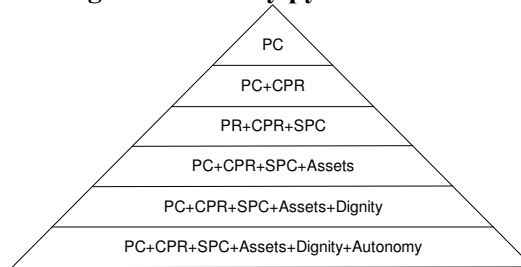 PC
PC+CPR
PR+CPR+SPC
PC+CPR+SPC+Assets
PC+CPR+SPC+Assets+Dignity
PC+CPR+SPC+Assets+Dignity+Autonomy